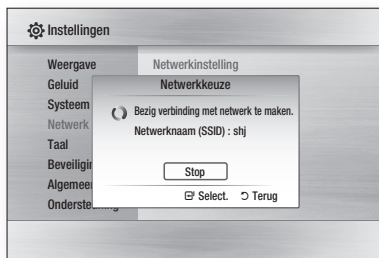 Instellingen
Weergave
Netwerkinstelling
Geluid
Systeem
Netwerk
Taal
Netwerkkeuze
Bezig verbinding met netwerk te maken.
Netwerknaam (SSID) : shj
Stop
Select.
Terug